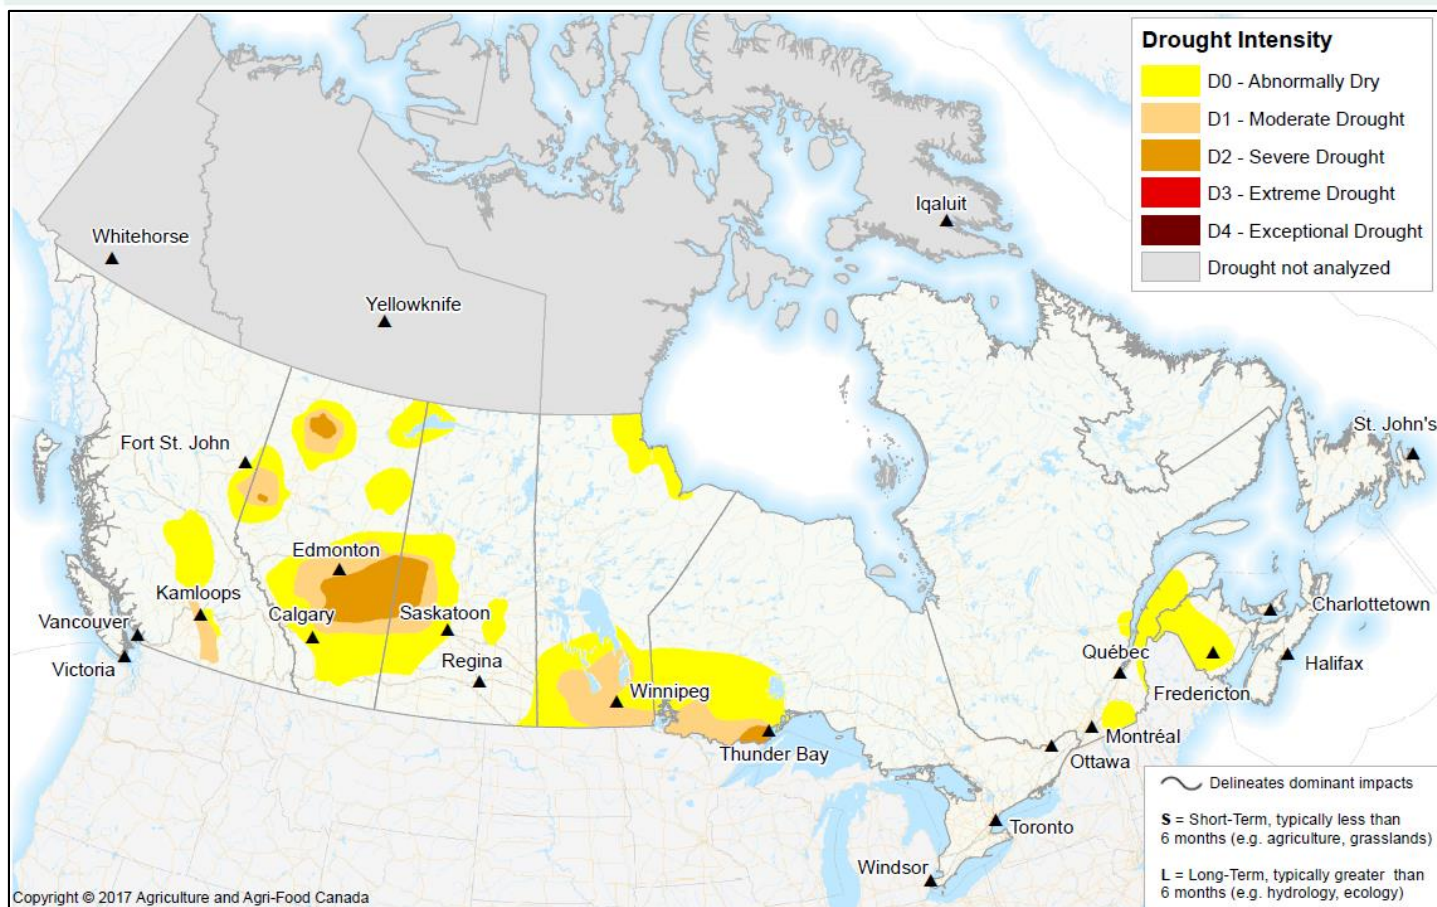 Drought Intensity
D0 - Abnormally Dry
D1 - Moderate Drought
D2 - Severe Drought
D3 - Extreme Drought
D4 - Exceptional Drought
Drought not analyzed
Iqaluit
Whitehorse
Yellowknife
Fort St. John
St. John's
Edmonton
Kamloops
Calgary
Saskatoon
Charlottetown
Vancouver
Victoria
Regina
Québec
Halifax
Winnipeg
Fredericton
Thunder Bay
Montréal
Ottawa
Toronto
Windsor
Delineates dominant impacts
S = Short-Term, typically less than
6 months (e.g. agriculture, grasslands)
L = Long-Term, typically greater than
6 months (e.g. hydrology, ecology)
Copyright © 2017 Agriculture and Agri-Food Canada